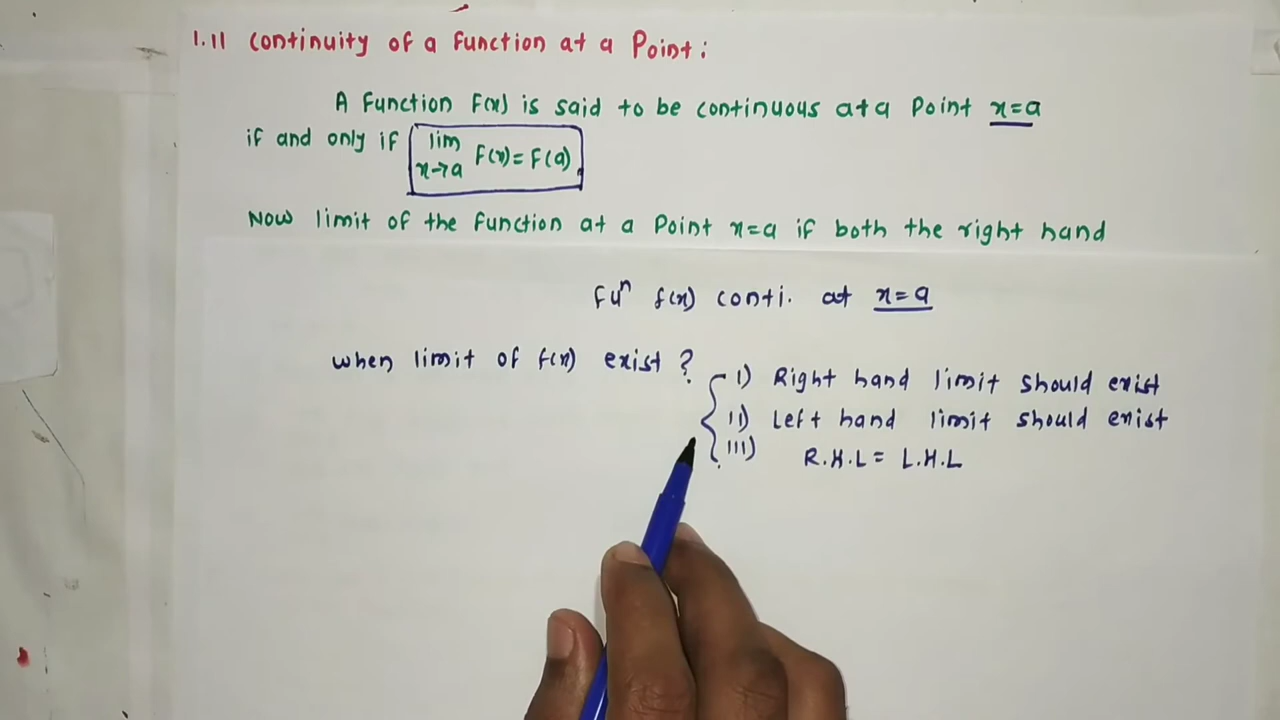 1.11 Continuity of a Function at a Point:
A Function F(x) is said to be continuous at a Point x=a
if and only if lim x→a F(x)=F(a)
Now limit of the Function at a Point x=a if both the right hand
Fuⁿ f(x) conti. at x=a
when limit of f(x) exist ?
i) Right hand limit should exist
ii) Left hand limit should exist
iii) R.H.L = L.H.L